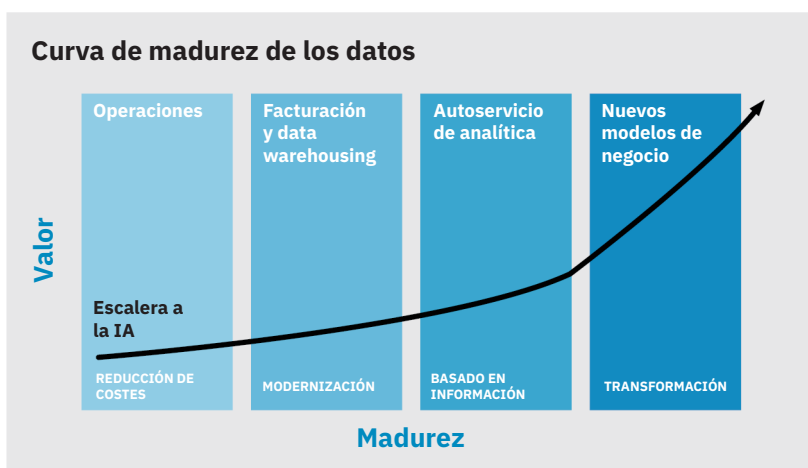 Curva de madurez de los datos
Operaciones
Facturación
y data
warehousing
Autoservicio
de analítica
Nuevos
modelos de
negocio
Valor
Escalera a
la IA
REDUCCIÓN DE
COSTES
MODERNIZACIÓN
BASADO EN
INFORMACIÓN
TRANSFORMACIÓN
Madurez